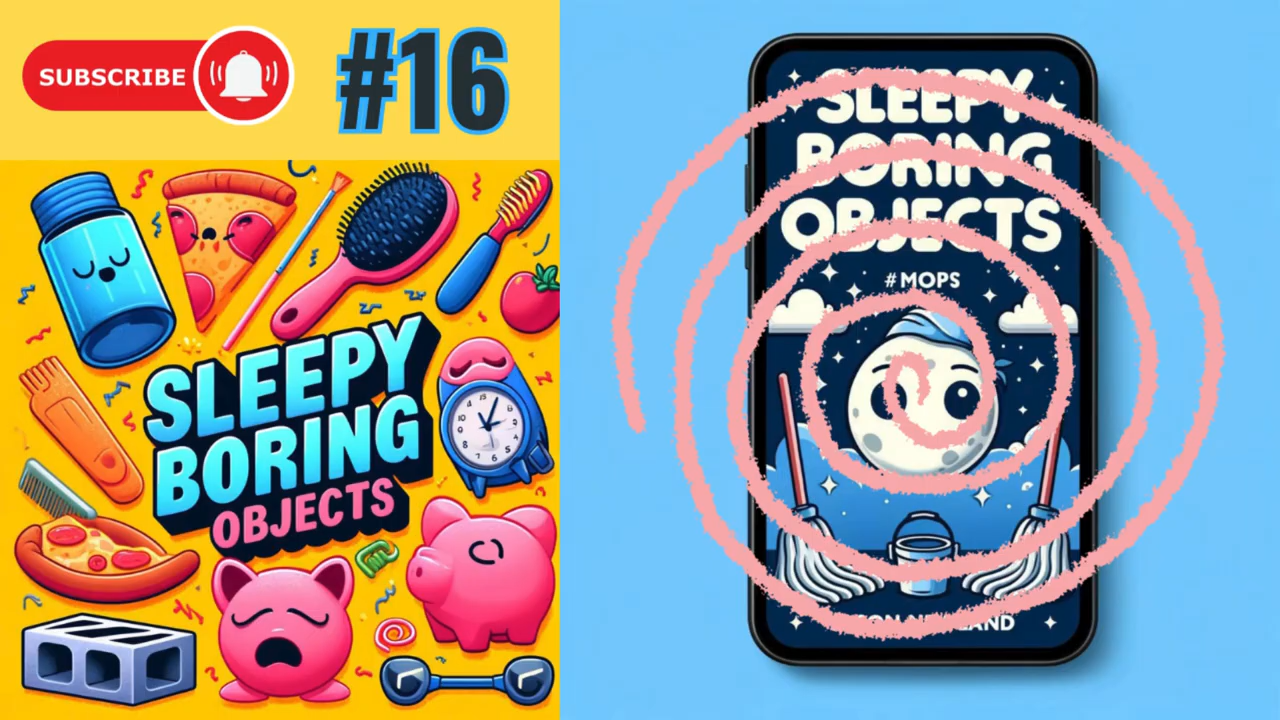 SUBSCRIBE
#16
SLEEPY
BORING
OBJECTS
SLEEPY
BORING
OBJECTS
#MOPS